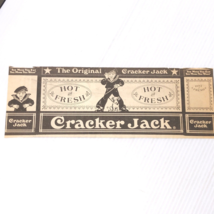 The Original Cracker Jack
HOT & FRESH
HOT & FRESH
Cracker Jack®
Cracker Jack
Cracker Jack